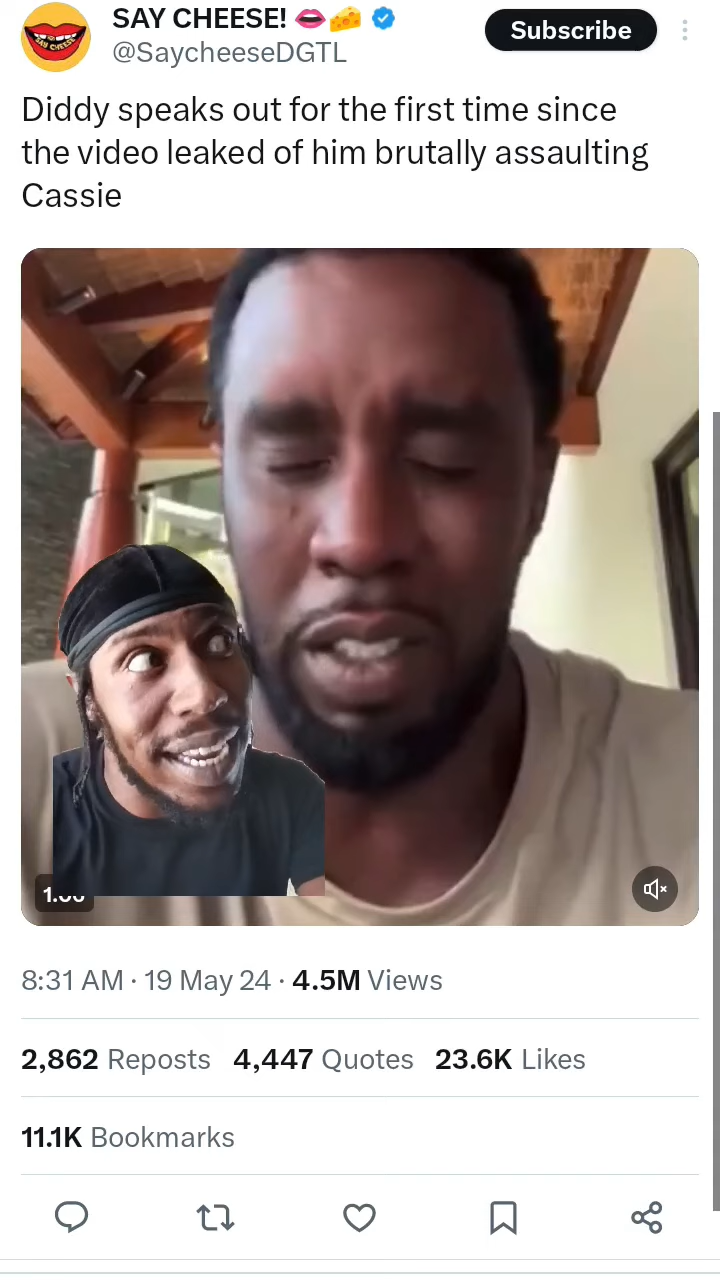 SAY CHEESE! 👄🧀
@SaycheeseDGTL
Subscribe
Diddy speaks out for the first time since
the video leaked of him brutally assaulting
Cassie
8:31 AM · 19 May 24 · 4.5M Views
2,862 Reposts 4,447 Quotes 23.6K Likes
11.1K Bookmarks